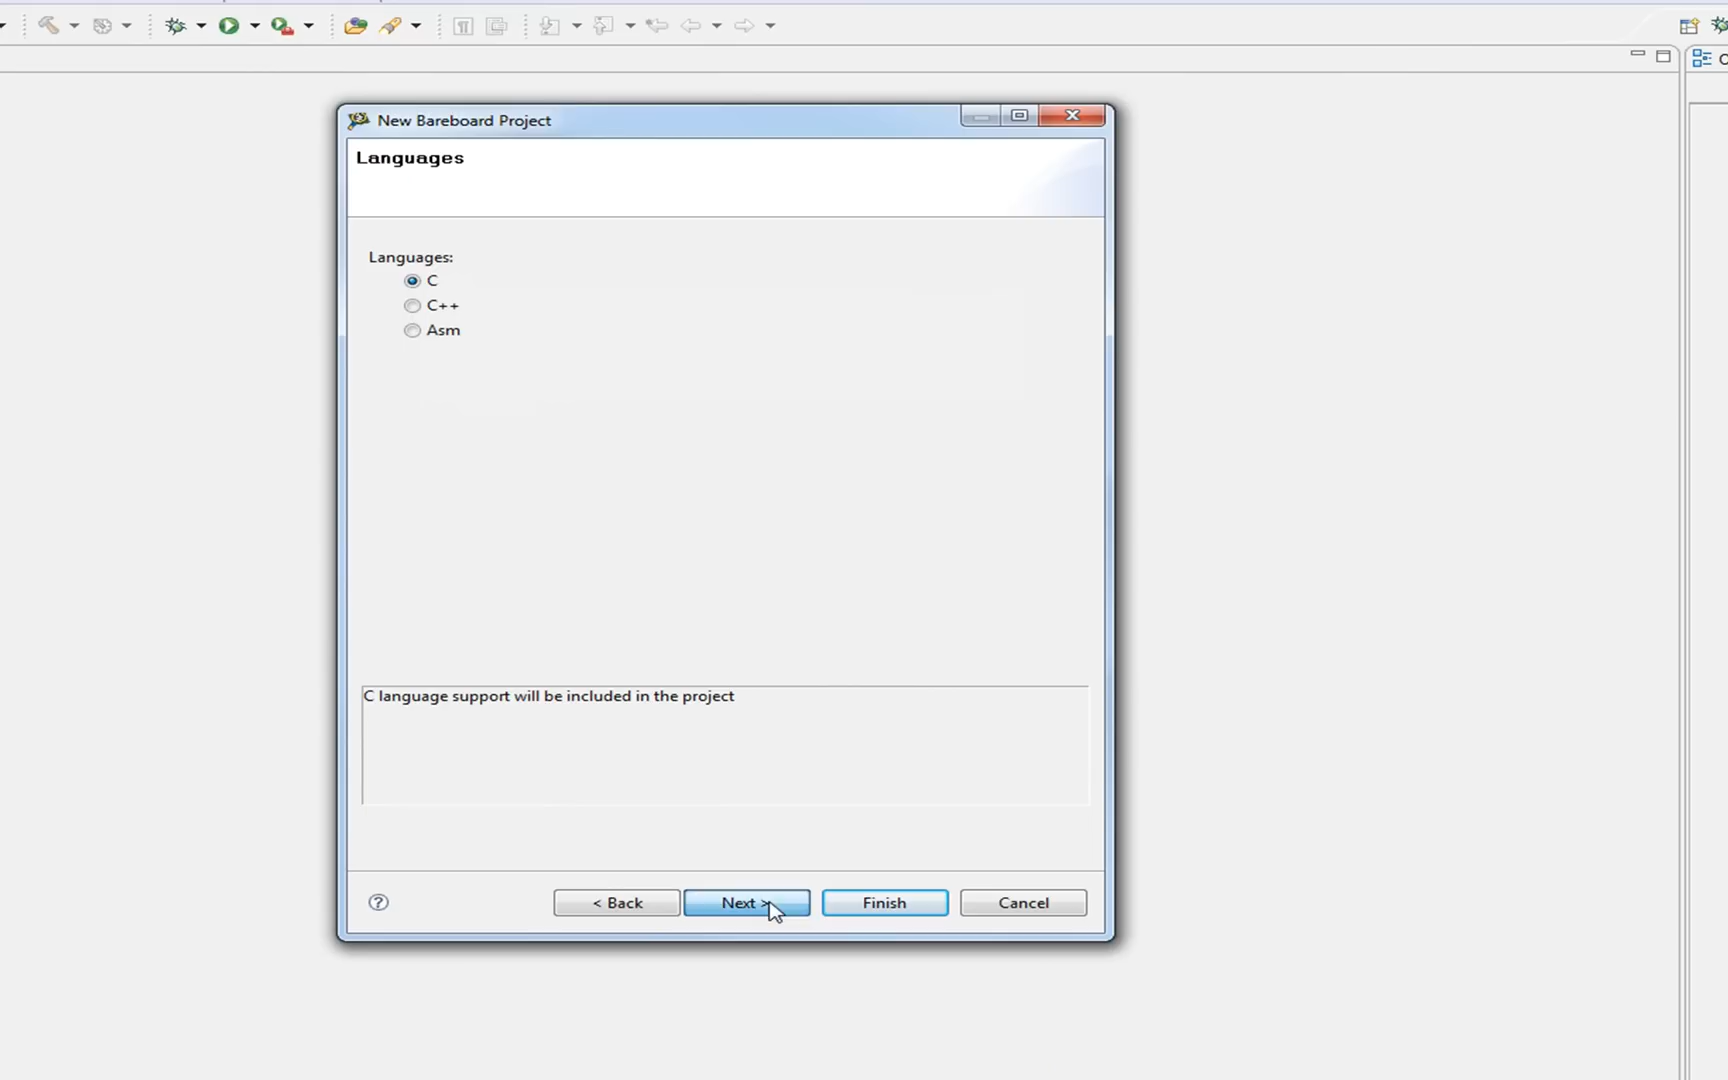 New Bareboard Project
Languages
Languages:
C
C++
Asm
C language support will be included in the project
< Back
Next >
Finish
Cancel